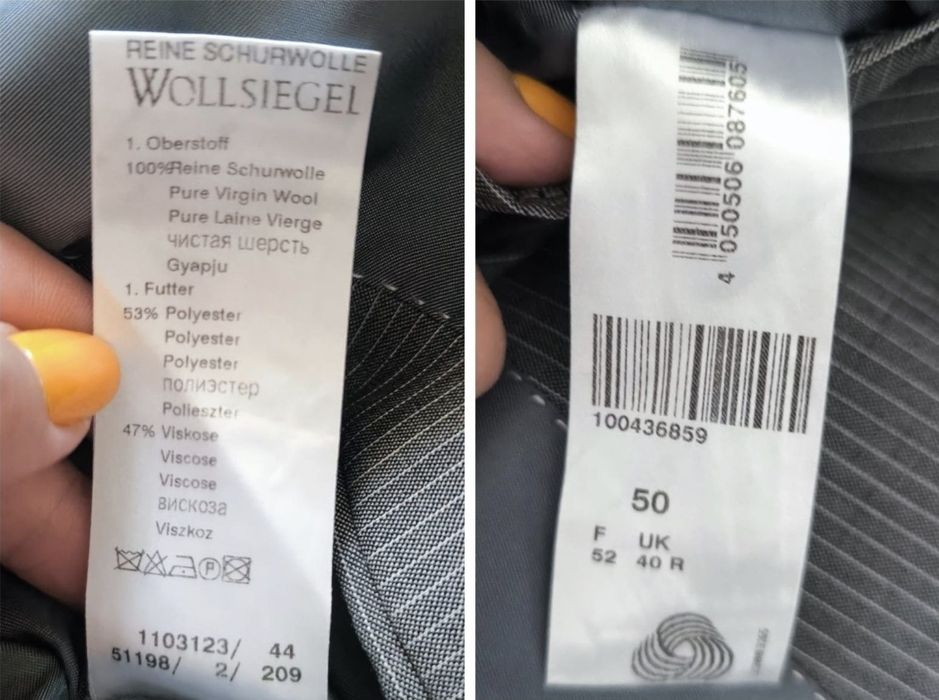 REINE SCHURWOLLE
WOLLSIEGEL
1. Oberstoff
100%Reine Schurwolle
Pure Virgin Wool
Pure Laine Vierge
чистая шерсть
Gyapju
1. Futter
53% Polyester
Polyester
Polyester
полиэстер
Polieszter
47% Viskose
Viscose
Viscose
вискоза
Viszkoz
P
1103123/ 44
51198/ 2/ 209
4 050506 087605
100436859
50
F UK
52 40 R